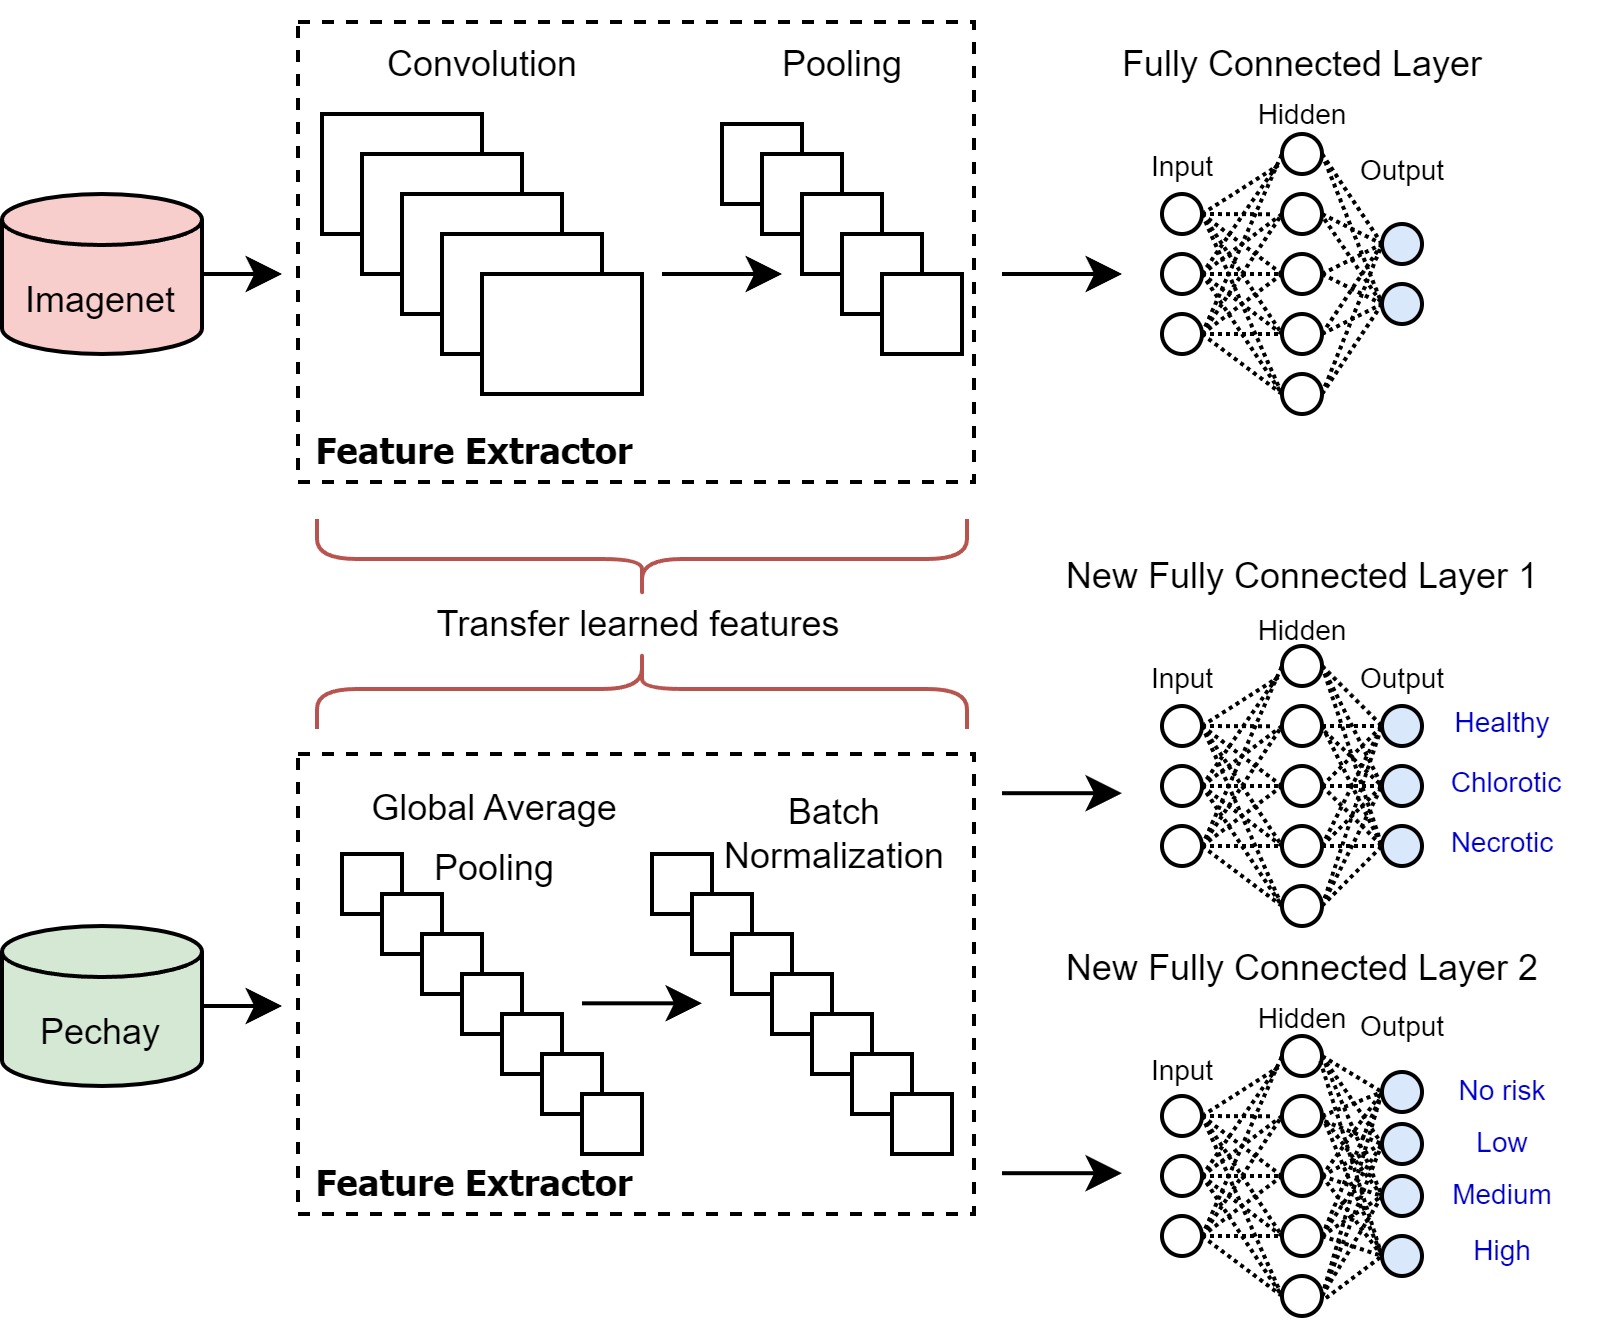 Convolution
Pooling
Fully Connected Layer
Hidden
Input
Output
Imagenet
Feature Extractor
Transfer learned features
New Fully Connected Layer 1
Hidden
Input
Output
Healthy
Chlorotic
Necrotic
Global Average
Pooling
Batch
Normalization
Pechay
Feature Extractor
New Fully Connected Layer 2
Hidden
Output
Input
No risk
Low
Medium
High